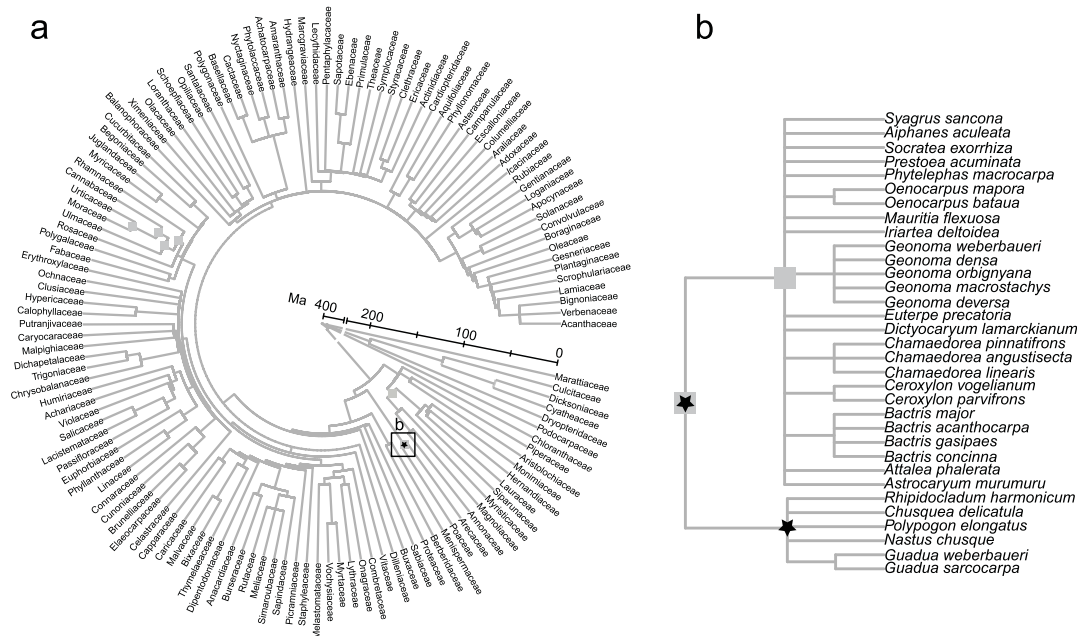 a
Lecythidaceae
Pentaphylacaceae
Sapotaceae
Ebenaceae
Primulaceae
Theaceae
Symplocaceae
Styracaceae
Clethraceae
Ericaceae
Actinidiaceae
Cardiopteridaceae
Aquifoliaceae
Phyllonomaceae
Asteraceae
Campanulaceae
Escalloniaceae
Columelliaceae
Araliaceae
Adoxaceae
Icacinaceae
Rubiaceae
Gentianaceae
Loganiaceae
Apocynaceae
Solanaceae
Convolvulaceae
Boraginaceae
Oleaceae
Gesneriaceae
Plantaginaceae
Scrophulariaceae
Lamiaceae
Bignoniaceae
Verbenaceae
Acanthaceae
Ma
400
200
100
0
Marattiaceae
Culcitaceae
Dicksoniaceae
Cyatheaceae
Dryopteridaceae
Podocarpaceae
Chloranthaceae
Piperaceae
Aristolochiaceae
Monimiaceae
Hernandiaceae
Lauraceae
Siparunaceae
Myristicaceae
Magnoliaceae
Annonaceae
Arecaceae
Poaceae
Menispermaceae
Berberidaceae
Proteaceae
Sabiaceae
Buxaceae
Dilleniaceae
Vitaceae
Combretaceae
Onagraceae
Lythraceae
Myrtaceae
Vochysiaceae
Melastomataceae
Staphyleaceae
Picramniaceae
Sapindaceae
Simaroubaceae
Meliaceae
Rutaceae
Burseraceae
Anacardiaceae
Dipentodontaceae
Thymelaeaceae
Bixaceae
Malvaceae
Caricaceae
Capparaceae
Celastraceae
Elaeocarpaceae
Brunelliaceae
Cunoniaceae
Connaraceae
Linaceae
Phyllanthaceae
Euphorbiaceae
Passifloraceae
Lacistemataceae
Salicaceae
Violaceae
Achariaceae
Humiriaceae
Chrysobalanaceae
Trigoniaceae
Dichapetalaceae
Malpighiaceae
Caryocaraceae
Putranjivaceae
Calophyllaceae
Hypericaceae
Clusiaceae
Ochnaceae
Erythroxylaceae
Fabaceae
Polygalaceae
Rosaceae
Ulmaceae
Moraceae
Urticaceae
Cannabaceae
Rhamnaceae
Myricaceae
Juglandaceae
Begoniaceae
Cucurbitaceae
Balanophoraceae
Ximeniaceae
Olacaceae
Loranthaceae
Schoepfiaceae
Opiliaceae
Santalaceae
Polygonaceae
Basellaceae
Cactaceae
Nyctaginaceae
Phytolaccaceae
Achatocarpaceae
Amaranthaceae
Hydrangeaceae
Marcgraviaceae
b
b
Syagrus sancona
Aiphanes aculeata
Socratea exorrhiza
Prestoea acuminata
Phytelephas macrocarpa
Oenocarpus mapora
Oenocarpus bataua
Mauritia flexuosa
Iriartea deltoidea
Geonoma weberbaueri
Geonoma densa
Geonoma orbignyana
Geonoma macrostachys
Geonoma deversa
Euterpe precatoria
Dictyocaryum lamarckianum
Chamaedorea pinnatifrons
Chamaedorea angustisecta
Chamaedorea linearis
Ceroxylon vogelianum
Ceroxylon parvifrons
Bactris major
Bactris acanthocarpa
Bactris gasipaes
Bactris concinna
Attalea phalerata
Astrocaryum murumuru
Rhipidocladum harmonicum
Chusquea delicatula
Polypogon elongatus
Nastus chusque
Guadua weberbaueri
Guadua sarcocarpa